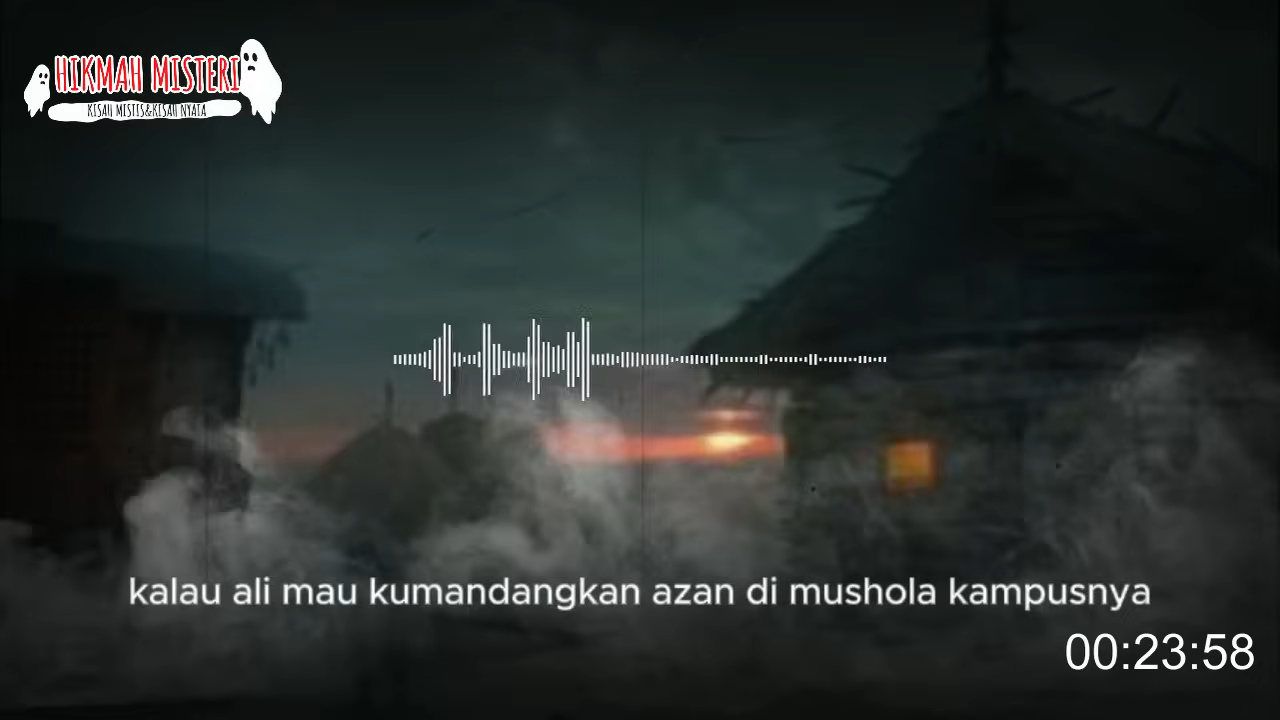 HIKMAH MISTERI
KISAH MISTIS&KISAH NYATA
kalau ali mau kumandangkan azan di mushola kampusnya
00:23:58